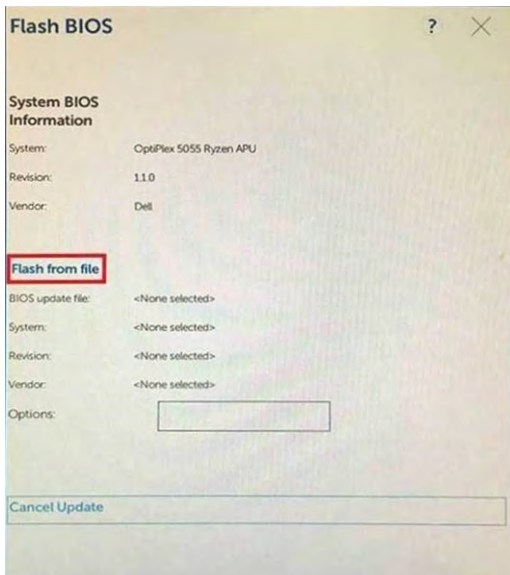 Flash BIOS ?
System BIOS
Information
System: OptiPlex 5055 Ryzen APU
Revision: 1.1.0
Vendor: Dell
Flash from file
BIOS update file: <None selected>
System: <None selected>
Revision: <None selected>
Vendor: <None selected>
Options:
Cancel Update